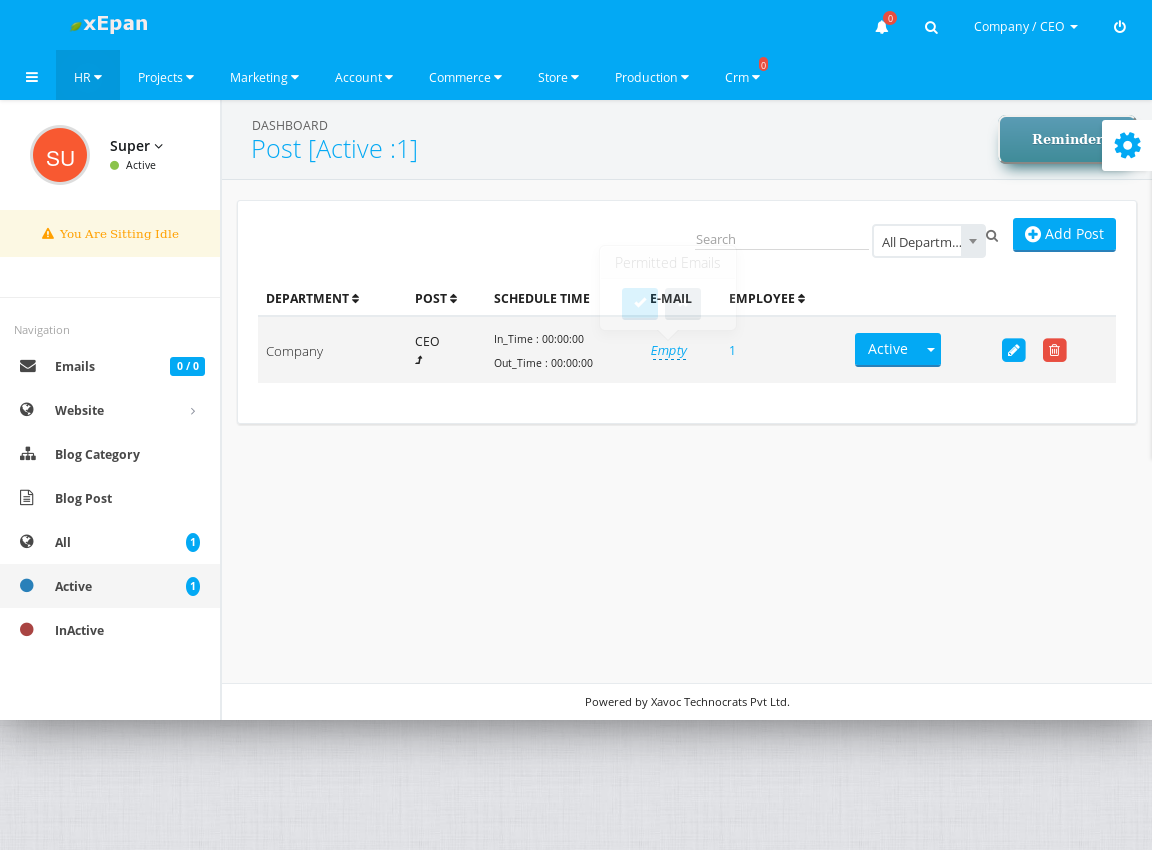 xEpan
0
Company / CEO
HR
Projects
Marketing
Account
Commerce
Store
Production
Crm
0
SU
Super
Active
You Are Sitting Idle
Navigation
Emails
0 / 0
Website
Blog Category
Blog Post
All
1
Active
1
InActive
DASHBOARD
Post [Active :1]
Reminder
Search
All Departm...
Add Post
Permitted Emails
DEPARTMENT
POST
SCHEDULE TIME
E-MAIL
EMPLOYEE
Company
CEO
In_Time : 00:00:00
Out_Time : 00:00:00
Empty
1
Active
Powered by Xavoc Technocrats Pvt Ltd.